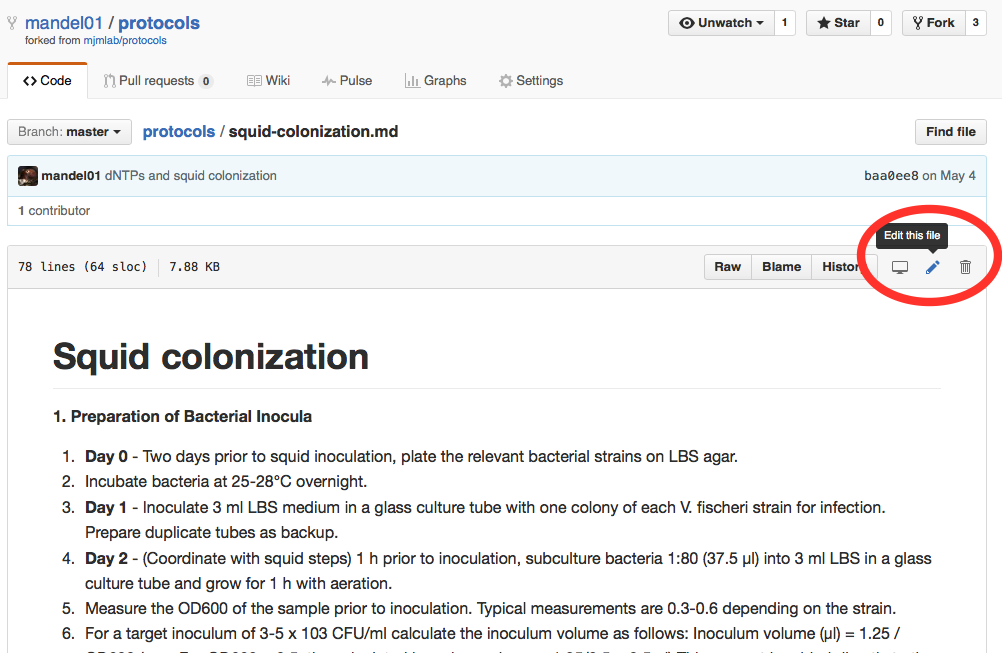 mandel01 / protocols
forked from mjmlab/protocols
Unwatch 1 Star 0 Fork 3
Code Pull requests 0 Wiki Pulse Graphs Settings
Branch: master protocols / squid-colonization.md Find file
mandel01 dNTPs and squid colonization baa0ee8 on May 4
1 contributor
Edit this file
78 lines (64 sloc) 7.88 KB Raw Blame Histor
Squid colonization
1. Preparation of Bacterial Inocula
1. Day 0 - Two days prior to squid inoculation, plate the relevant bacterial strains on LBS agar.
2. Incubate bacteria at 25-28°C overnight.
3. Day 1 - Inoculate 3 ml LBS medium in a glass culture tube with one colony of each V. fischeri strain for infection.
Prepare duplicate tubes as backup.
4. Day 2 - (Coordinate with squid steps) 1 h prior to inoculation, subculture bacteria 1:80 (37.5 µl) into 3 ml LBS in a glass
culture tube and grow for 1 h with aeration.
5. Measure the OD600 of the sample prior to inoculation. Typical measurements are 0.3-0.6 depending on the strain.
6. For a target inoculum of 3-5 x 103 CFU/ml calculate the inoculum volume as follows: Inoculum volume (µl) = 1.25 /